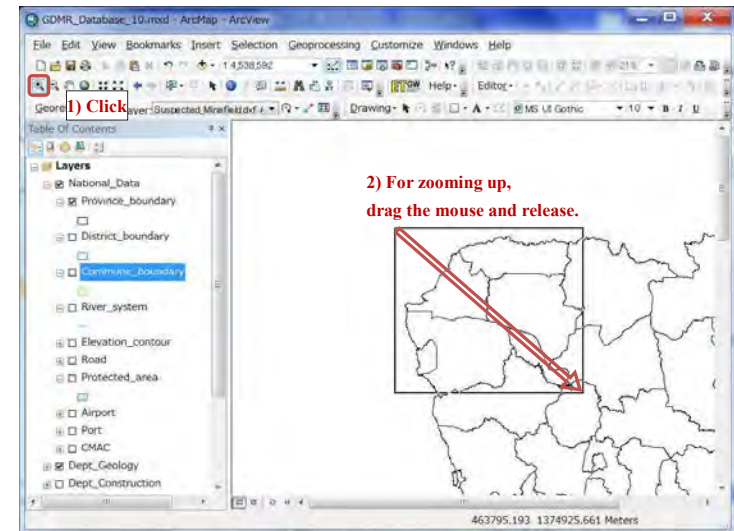 GDMR_Database_10.mxd - ArcMap - ArcView
File Edit View Bookmarks Insert Selection Geoprocessing Customize Windows Help
1:4,538,592
21%
Help Editor
Geore 1) Click ayer: Drawing A MS UI Gothic 10 B I U
Table Of Contents
Layers
National_Data
2) For zooming up,
Province_boundary
drag the mouse and release.
District_boundary
Commune_boundary
River_system
Elevation_contour
Road
Protected_area
Airport
Port
CMAC
Dept_Geology
Dept_Construction
463795.193 1374925.661 Meters